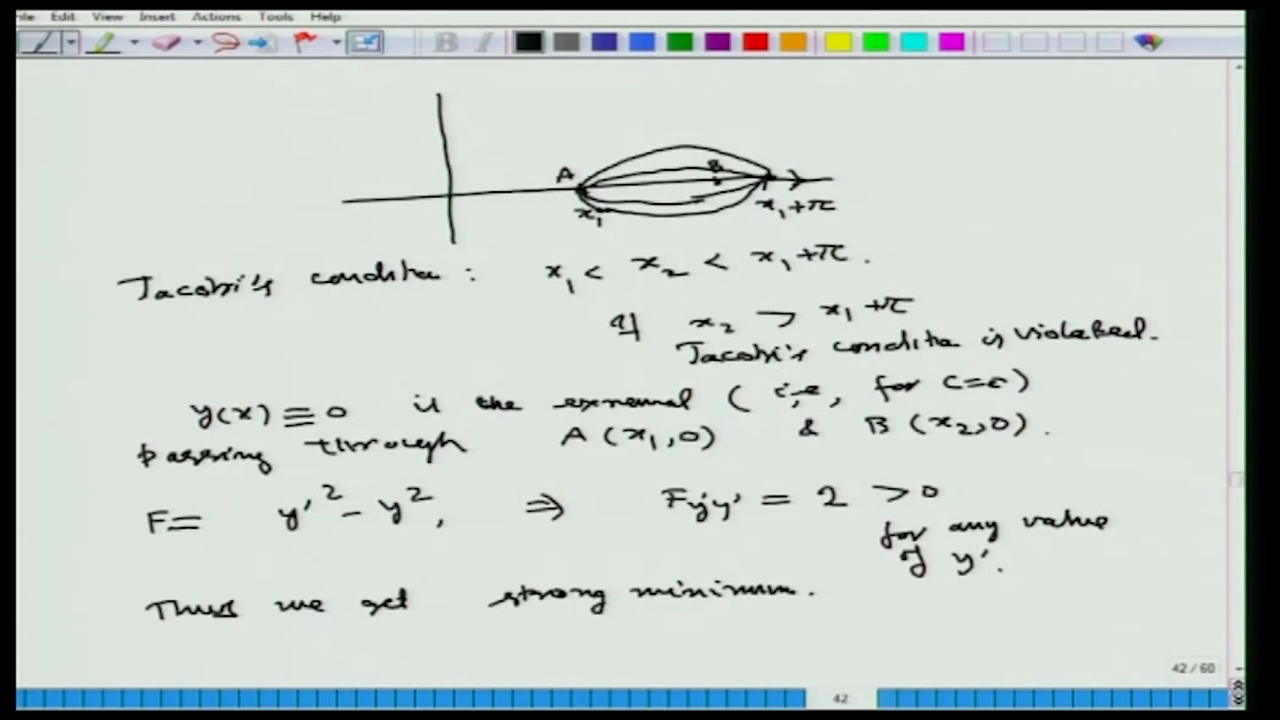 File Edit View Insert Actions Tools Help
A B
x₁ x₁+π
Jacobi's condition : x₁ < x₂ < x₁+π.
If x₂ > x₁+π
Jacobi's condition is violated.
y(x) ≡ 0 is the extremal ( i,e, for c=0)
passing through A (x₁,0) & B (x₂,0).
F= y'² - y², ⇒ Fy'y' = 2 > 0
for any value
of y'.
Thus we get strong minimum.
42 / 60
42